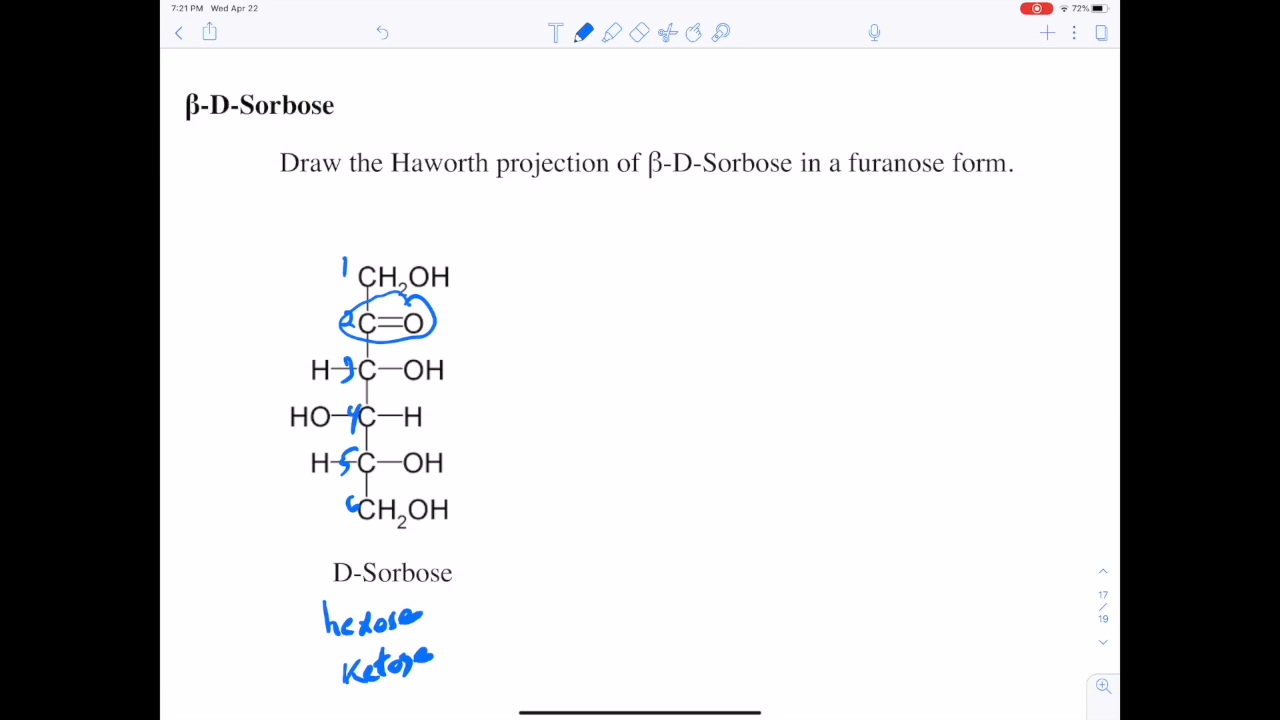 7:21 PM Wed Apr 22
72%
β-D-Sorbose
Draw the Haworth projection of β-D-Sorbose in a furanose form.
1 CH2OH
2 C=O
H 3 C-OH
HO 4 C-H
H 5 C-OH
6 CH2OH
D-Sorbose
hexose
Ketose
17
/
19